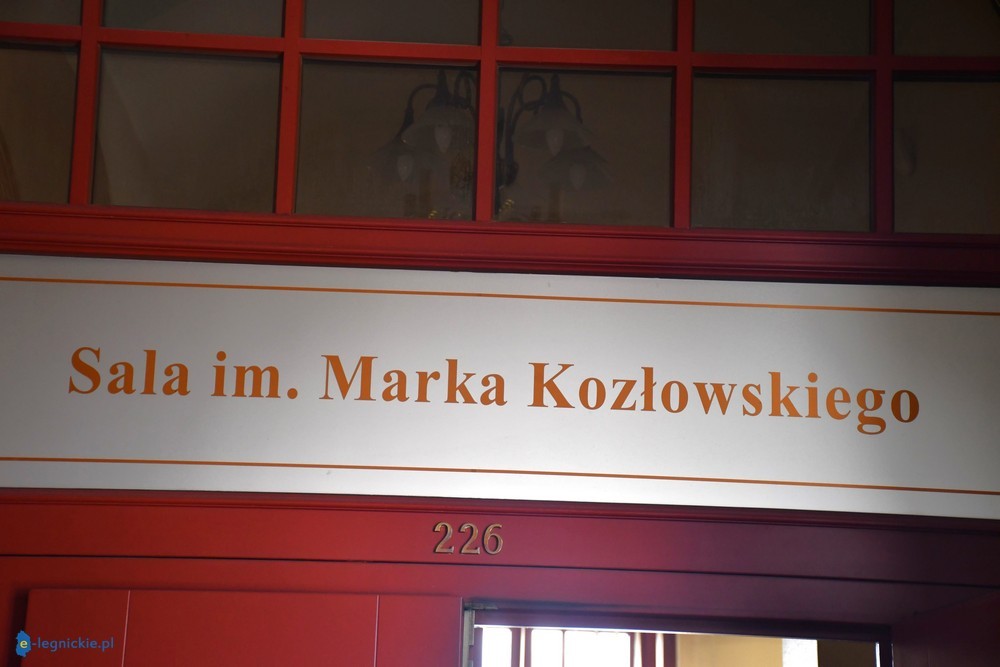 Sala im. Marka Kozłowskiego
226
e-legnickie.pl